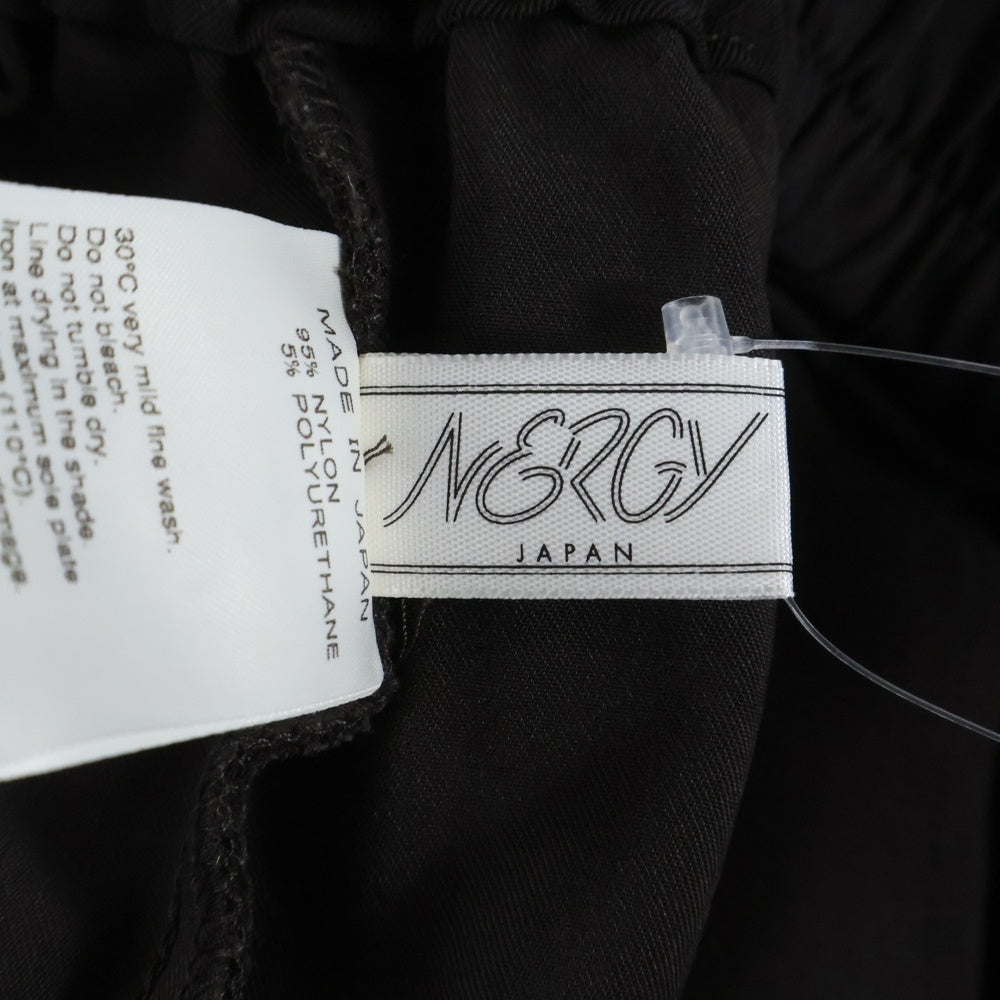 NERGY
JAPAN
MADE IN JAPAN
95% NYLON
5% POLYURETHANE
30°C very mild fine wash.
Do not bleach.
Do not tumble dry.
Line drying in the shade.
Iron at maximum sole plate
(110°C).